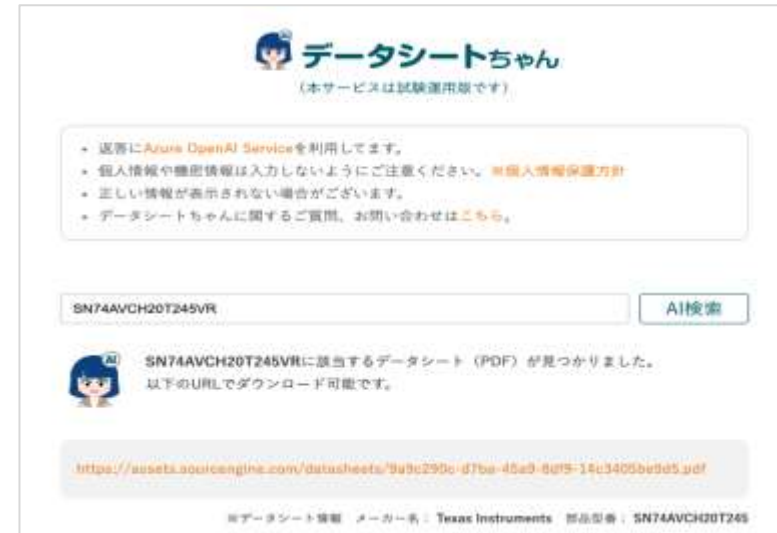 AI
データシートちゃん
(本サービスは試験運用版です)
• 返答にAzure OpenAI Serviceを利用してます。
• 個人情報や機密情報は入力しないようにご注意ください。※個人情報保護方針
• 正しい情報が表示されない場合がございます。
• データシートちゃんに関するご質問、お問い合わせはこちら。
SN74AVCH20T245VR
AI検索
AI
SN74AVCH20T245VRに該当するデータシート（PDF）が見つかりました。
以下のURLでダウンロード可能です。
https://assets.sourcengine.com/datasheets/
※データシート情報 メーカー名： Texas Instruments 部品型番： SN74AVCH20T245